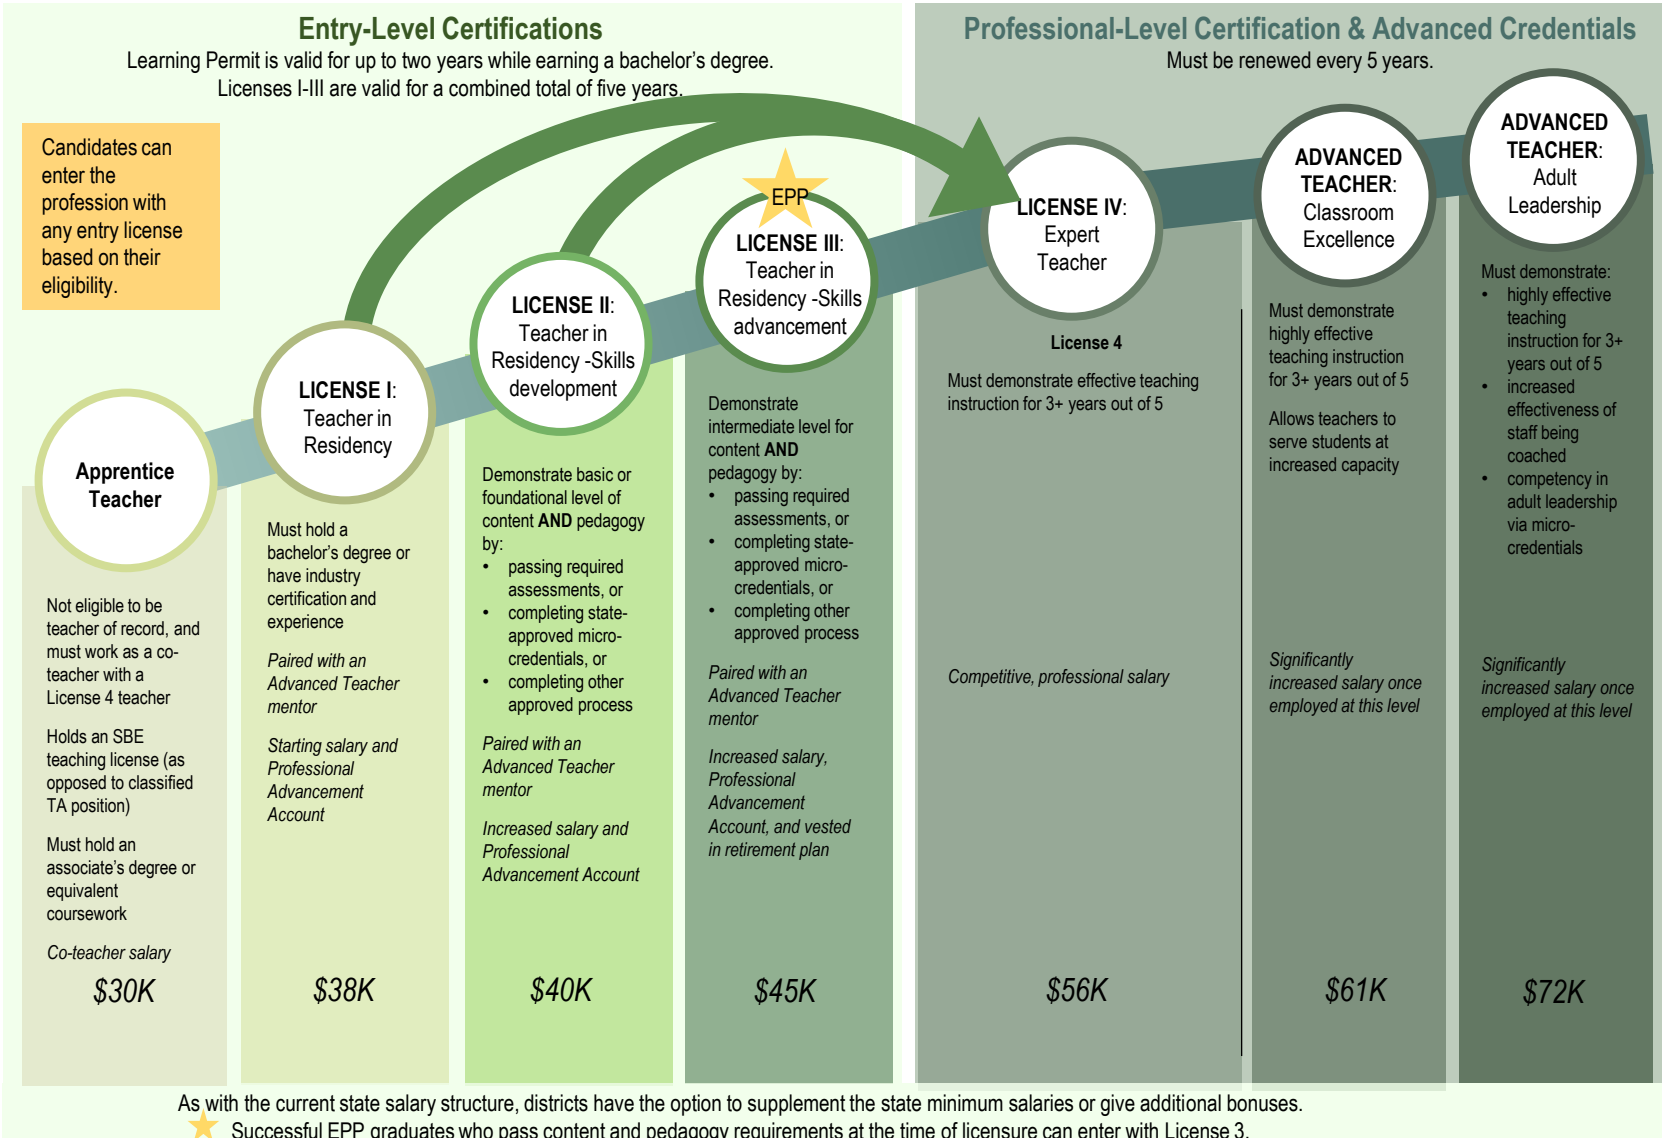 Entry-Level Certifications
Learning Permit is valid for up to two years while earning a bachelor's degree.
Licenses I-III are valid for a combined total of five years.
Professional-Level Certification & Advanced Credentials
Must be renewed every 5 years.
Candidates can
enter the
profession with
any entry license
based on their
eligibility.
Apprentice
Teacher
Not eligible to be
teacher of record, and
must work as a co-
teacher with a
License 4 teacher
Holds an SBE
teaching license (as
opposed to classified
TA position)
Must hold an
associate's degree or
equivalent
coursework
Co-teacher salary
$30K
LICENSE I:
Teacher in
Residency
Must hold a
bachelor's degree or
have industry
certification and
experience
Paired with an
Advanced Teacher
mentor
Starting salary and
Professional
Advancement
Account
$38K
LICENSE II:
Teacher in
Residency -Skills
development
Demonstrate basic or
foundational level of
content AND pedagogy
by:
• passing required
assessments, or
• completing state-
approved micro-
credentials, or
• completing other
approved process
Paired with an
Advanced Teacher
mentor
Increased salary and
Professional
Advancement Account
$40K
EPP
LICENSE III:
Teacher in
Residency -Skills
advancement
Demonstrate
intermediate level for
content AND
pedagogy by:
• passing required
assessments, or
• completing state-
approved micro-
credentials, or
• completing other
approved process
Paired with an
Advanced Teacher
mentor
Increased salary,
Professional
Advancement
Account, and vested
in retirement plan
$45K
LICENSE IV:
Expert
Teacher
License 4
Must demonstrate effective teaching
instruction for 3+ years out of 5
Competitive, professional salary
$56K
ADVANCED
TEACHER:
Classroom
Excellence
Must demonstrate
highly effective
teaching instruction
for 3+ years out of 5
Allows teachers to
serve students at
increased capacity
Significantly
increased salary once
employed at this level
$61K
ADVANCED
TEACHER:
Adult
Leadership
Must demonstrate:
• highly effective
teaching
instruction for 3+
years out of 5
• increased
effectiveness of
staff being
coached
• competency in
adult leadership
via micro-
credentials
Significantly
increased salary once
employed at this level
$72K
As with the current state salary structure, districts have the option to supplement the state minimum salaries or give additional bonuses.
Successful EPP graduates who pass content and pedagogy requirements at the time of licensure can enter with License 3.